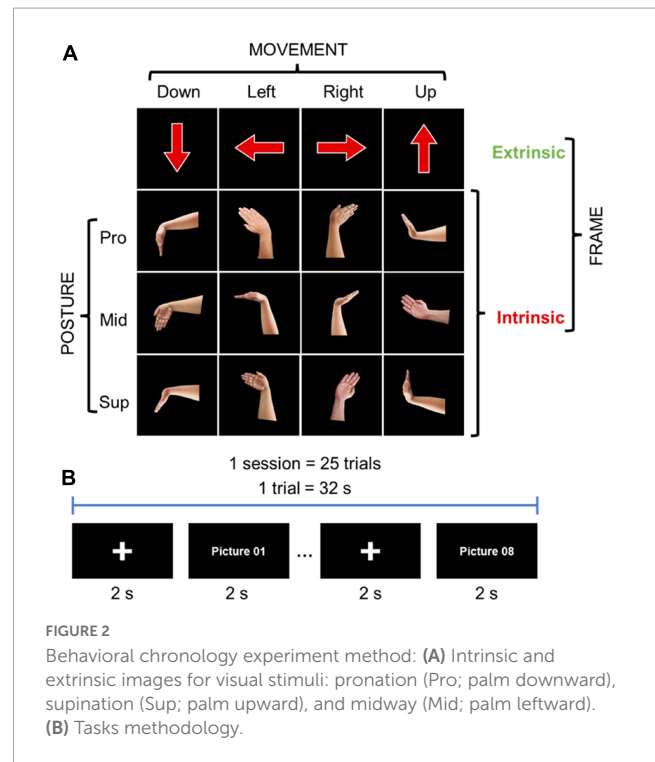 A
MOVEMENT
Down Left Right Up
Extrinsic
Pro
Mid
Sup
POSTURE
Intrinsic
FRAME
1 session = 25 trials
B
1 trial = 32 s
+ Picture 01 ... + Picture 08
2 s 2 s 2 s 2 s
FIGURE 2
Behavioral chronology experiment method: (A) Intrinsic and
extrinsic images for visual stimuli: pronation (Pro; palm downward),
supination (Sup; palm upward), and midway (Mid; palm leftward).
(B) Tasks methodology.